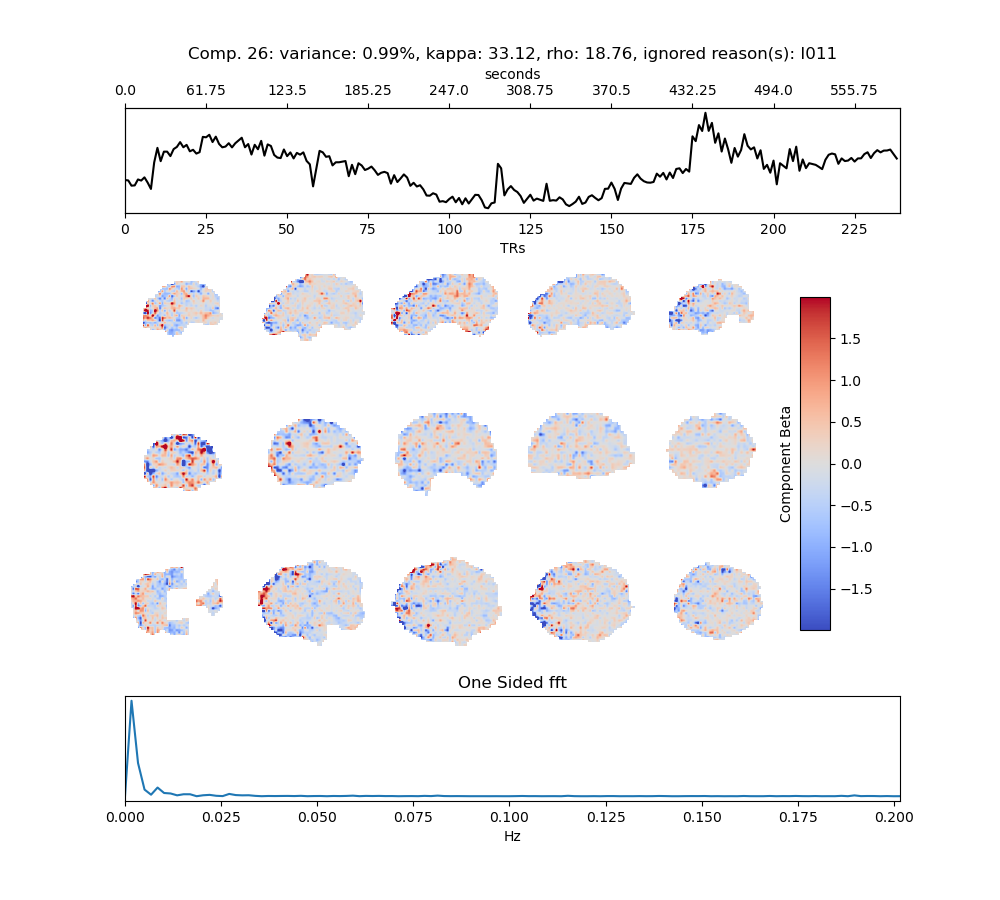 Comp. 26: variance: 0.99%, kappa: 33.12, rho: 18.76, ignored reason(s): I011
seconds
0.0 61.75 123.5 185.25 247.0 308.75 370.5 432.25 494.0 555.75
0 25 50 75 100 125 150 175 200 225
TRs
1.5
1.0
0.5
0.0
−0.5
−1.0
−1.5
Component Beta
One Sided fft
0.000 0.025 0.050 0.075 0.100 0.125 0.150 0.175 0.200
Hz